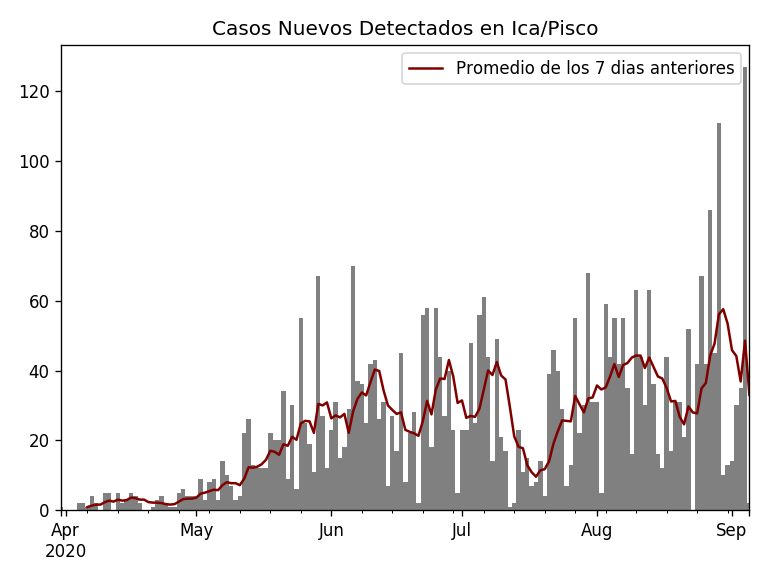 Casos Nuevos Detectados en Ica/Pisco
Promedio de los 7 dias anteriores
120
100
80
60
40
20
0
Apr May Jun Jul Aug Sep
2020